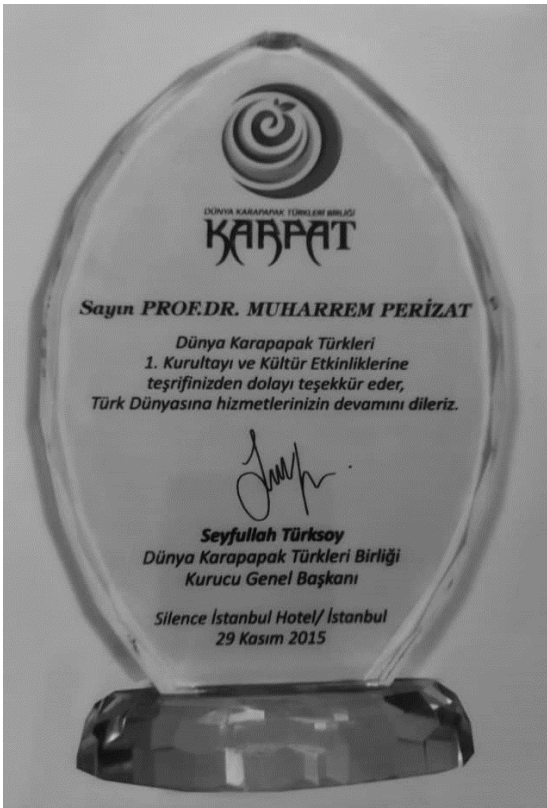 DÜNYA KARAPAPAK TÜRKLERİ BİRLİĞİ
KARPAT
Sayın PROF.DR. MUHARREM PERİZAT
Dünya Karapapak Türkleri
1. Kurultayı ve Kültür Etkinliklerine
teşrifinizden dolayı teşekkür eder,
Türk Dünyasına hizmetlerinizin devamını dileriz.
Seyfullah Türksoy
Dünya Karapapak Türkleri Birliği
Kurucu Genel Başkanı
Silence İstanbul Hotel/ İstanbul
29 Kasım 2015